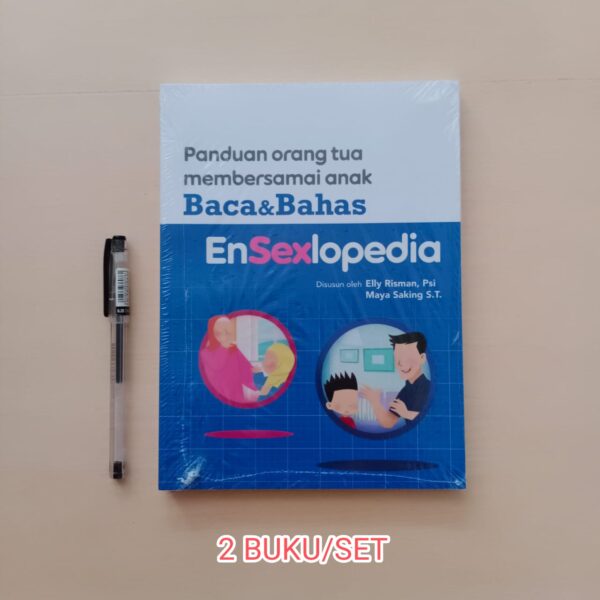 Panduan orang tua
membersamai anak
Baca&Bahas
EnSexlopedia
Disusun oleh Elly Risman, Psi
Maya Saking S.T.
2 BUKU/SET